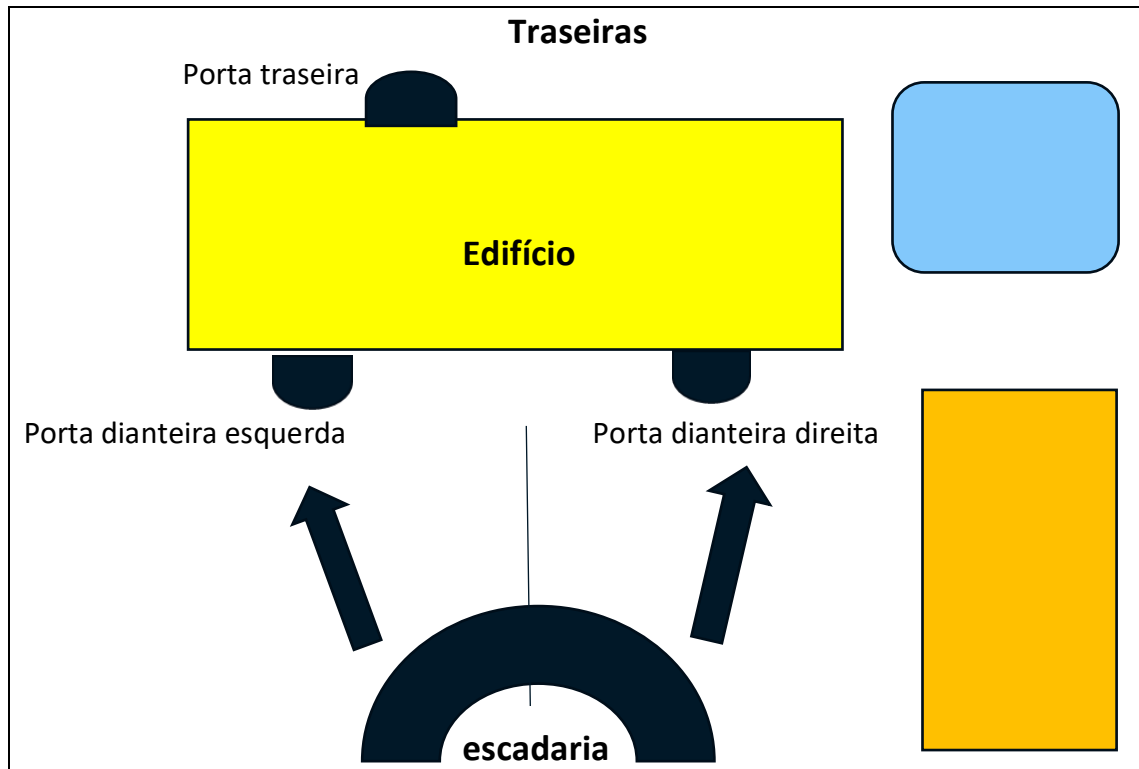 Traseiras
Porta traseira
Edifício
Porta dianteira esquerda
Porta dianteira direita
escadaria